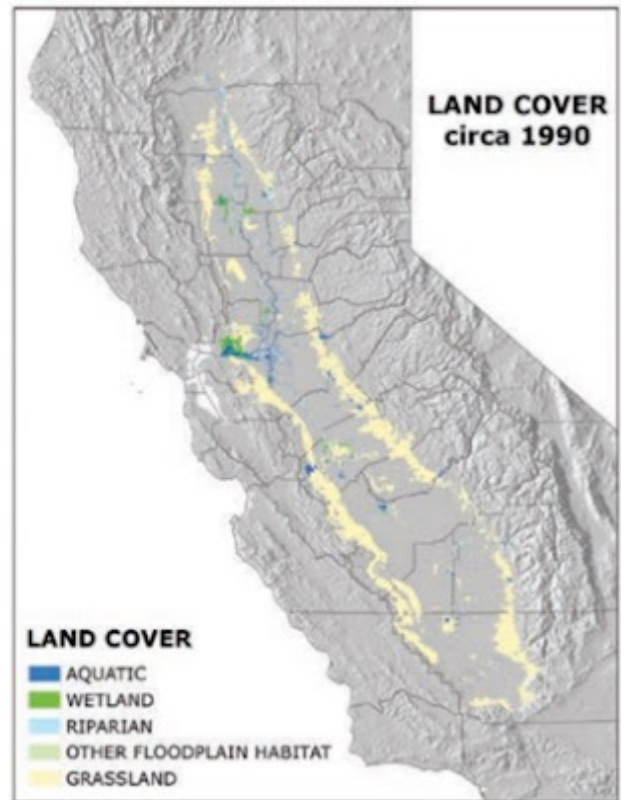 LAND COVER
circa 1990
LAND COVER
AQUATIC
WETLAND
RIPARIAN
OTHER FLOODPLAIN HABITAT
GRASSLAND